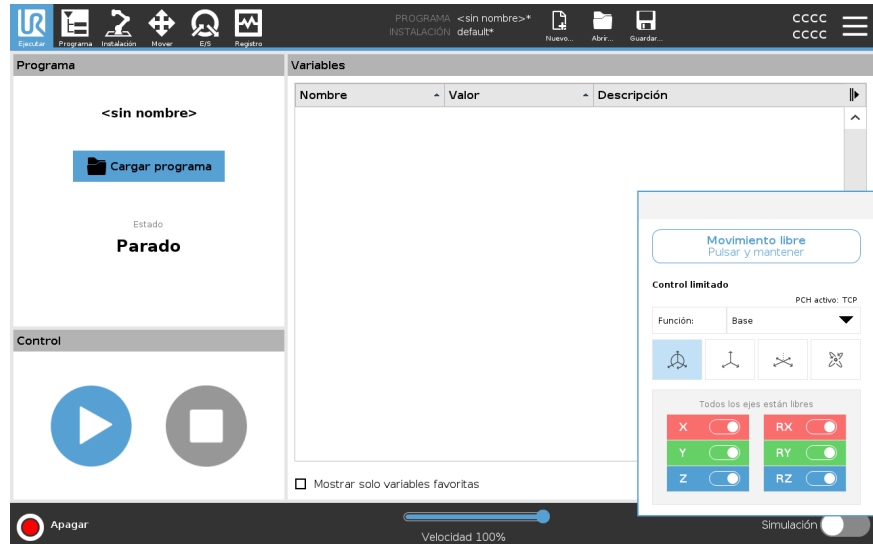 UR
Ejecutar
Programa
Instalación
Mover
E/S
Registro
PROGRAMA <sin nombre>*
INSTALACIÓN default*
Nuevo...
Abrir...
Guardar...
CCCC
CCCC
Programa
<sin nombre>
Cargar programa
Estado
Parado
Control
Variables
Nombre Valor Descripción
Mostrar solo variables favoritas
Movimiento libre
Pulsar y mantener
Control limitado
PCH activo: TCP
Función: Base
Todos los ejes están libres
X RX
Y RY
Z RZ
Apagar
Velocidad 100%
Simulación